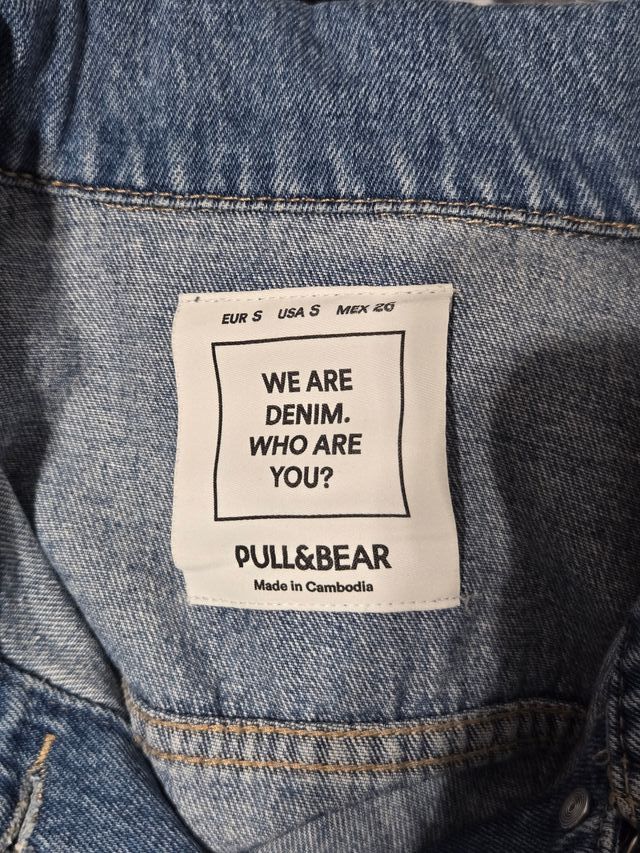 EUR S USA S MEX 26
WE ARE
DENIM.
WHO ARE
YOU?
PULL&BEAR
Made in Cambodia